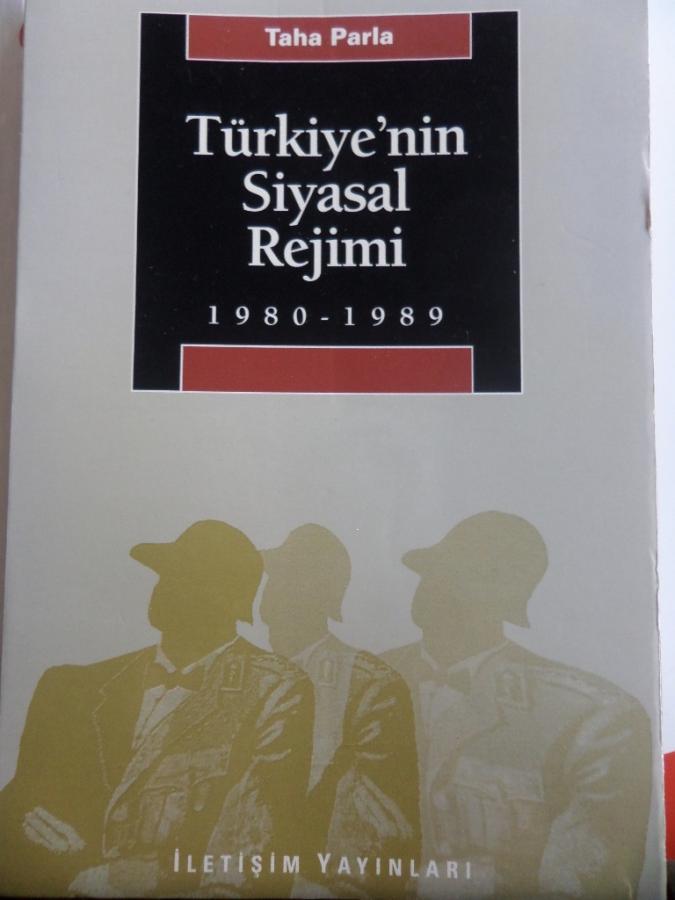 Taha Parla
Türkiye'nin
Siyasal
Rejimi
1980-1989
İLETİŞİM YAYINLARI